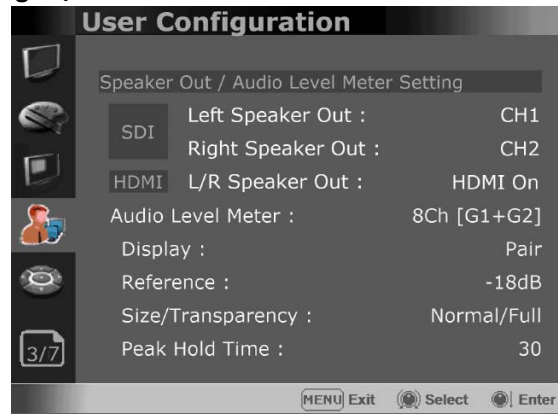 User Configuration
Speaker Out / Audio Level Meter Setting
SDI
Left Speaker Out : CH1
Right Speaker Out : CH2
HDMI L/R Speaker Out : HDMI On
Audio Level Meter : 8Ch [G1+G2]
Display : Pair
Reference : -18dB
Size/Transparency : Normal/Full
Peak Hold Time : 30
3/7
MENU Exit Select Enter